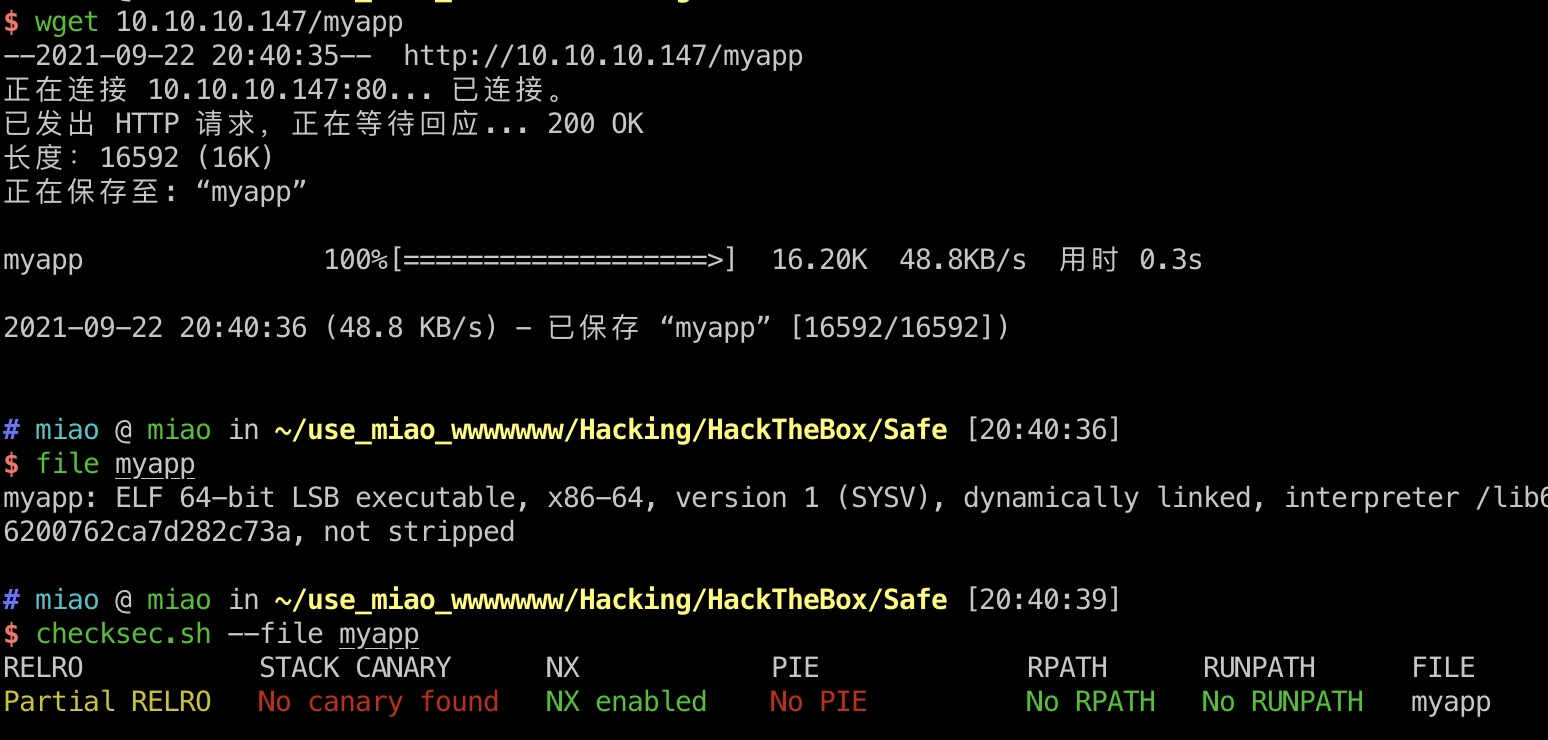 $ wget 10.10.10.147/myapp
--2021-09-22 20:40:35--  http://10.10.10.147/myapp
正在连接 10.10.10.147:80... 已连接。
已发出 HTTP 请求，正在等待回应... 200 OK
长度：16592 (16K)
正在保存至: “myapp”
myapp               100%[===================>]  16.20K  48.8KB/s  用时 0.3s
2021-09-22 20:40:36 (48.8 KB/s) - 已保存 “myapp” [16592/16592])
# miao @ miao in ~/use_miao_wwwwwww/Hacking/HackTheBox/Safe [20:40:36]
$ file myapp
myapp: ELF 64-bit LSB executable, x86-64, version 1 (SYSV), dynamically linked, interpreter /lib6
6200762ca7d282c73a, not stripped
# miao @ miao in ~/use_miao_wwwwwww/Hacking/HackTheBox/Safe [20:40:39]
$ checksec.sh --file myapp
RELRO           STACK CANARY      NX            PIE             RPATH      RUNPATH      FILE
Partial RELRO   No canary found   NX enabled    No PIE          No RPATH   No RUNPATH   myapp